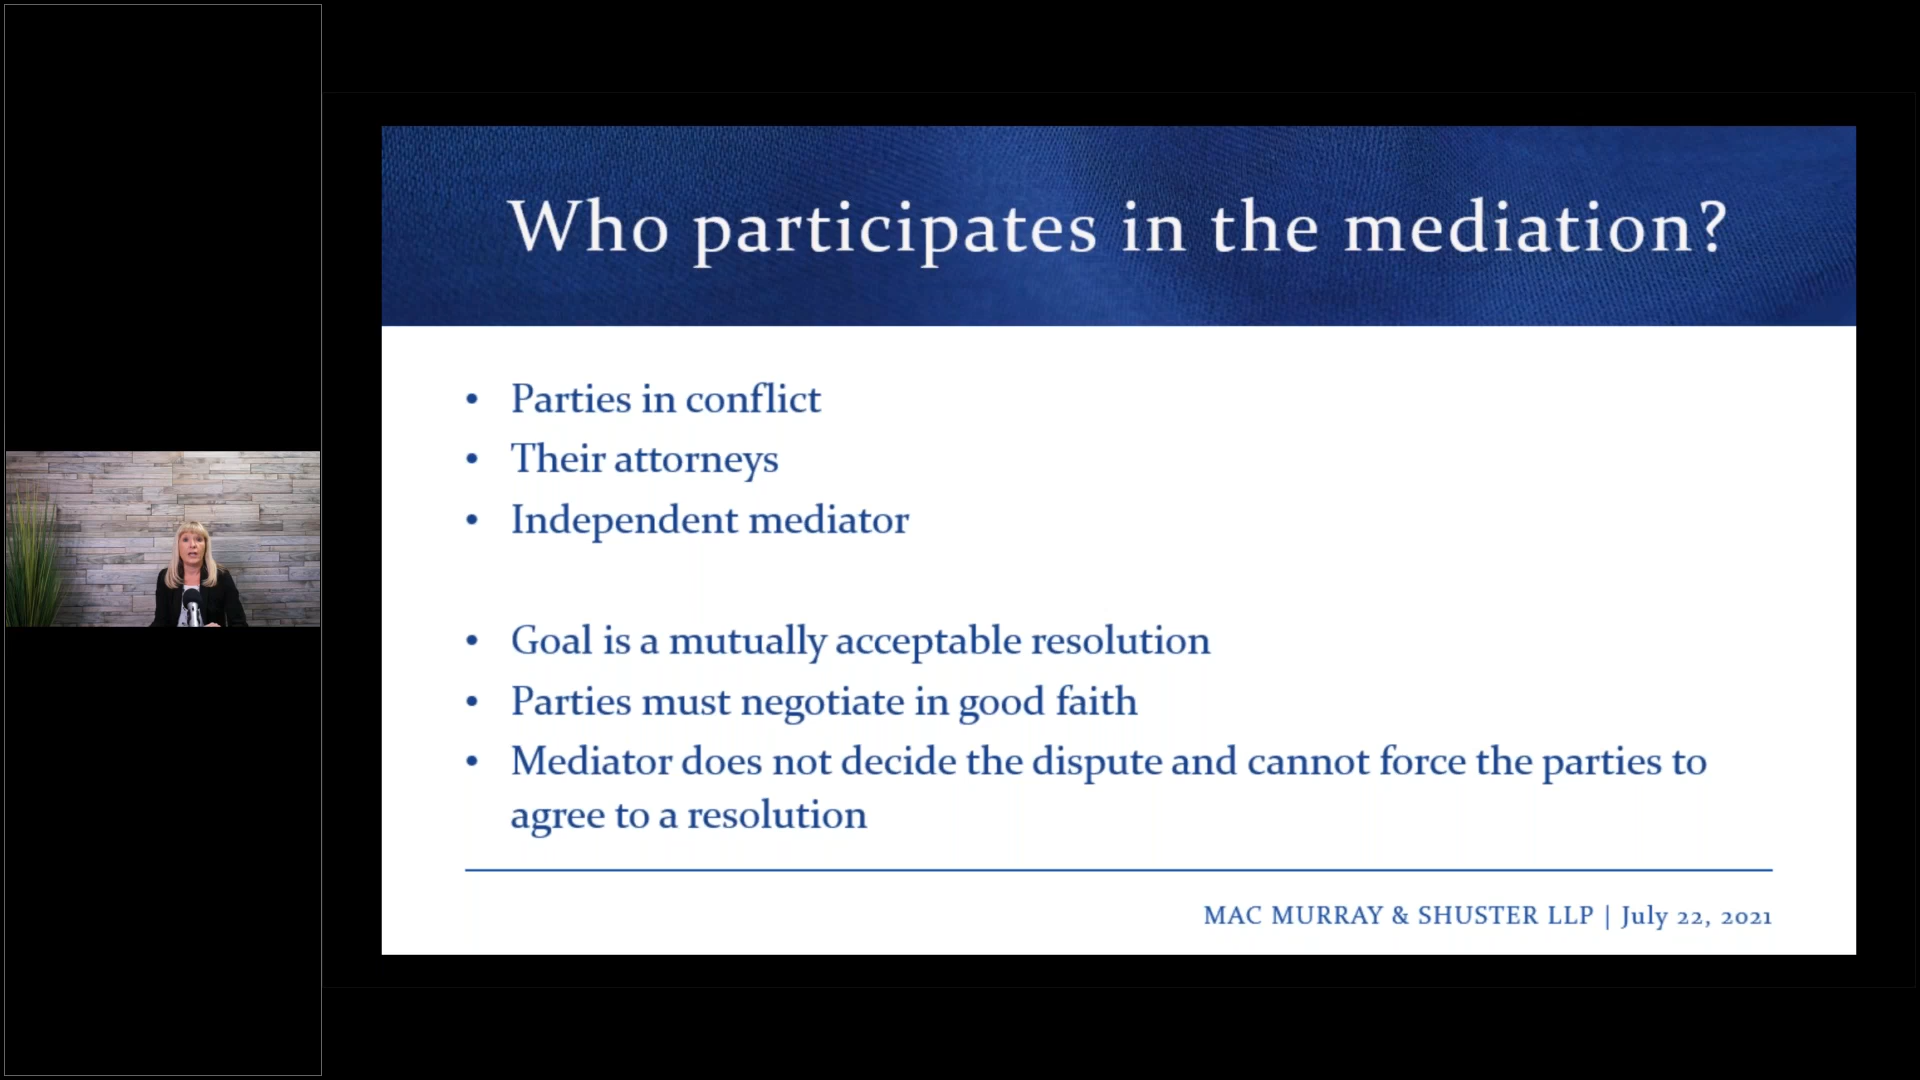 Who participates in the mediation?
• Parties in conflict
• Their attorneys
• Independent mediator
• Goal is a mutually acceptable resolution
• Parties must negotiate in good faith
• Mediator does not decide the dispute and cannot force the parties to
agree to a resolution
MAC MURRAY & SHUSTER LLP | July 22, 2021